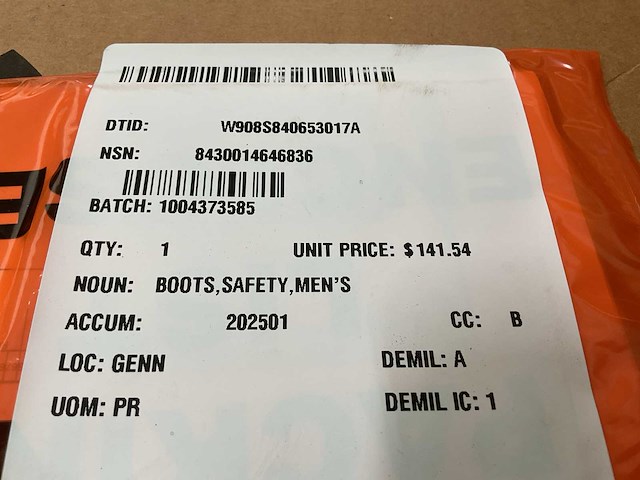 DTID: W908S840653017A
NSN: 8430014646836
BATCH: 1004373585
QTY: 1 UNIT PRICE: $141.54
NOUN: BOOTS,SAFETY,MEN'S
ACCUM: 202501 CC: B
LOC: GENN DEMIL: A
UOM: PR DEMIL IC: 1